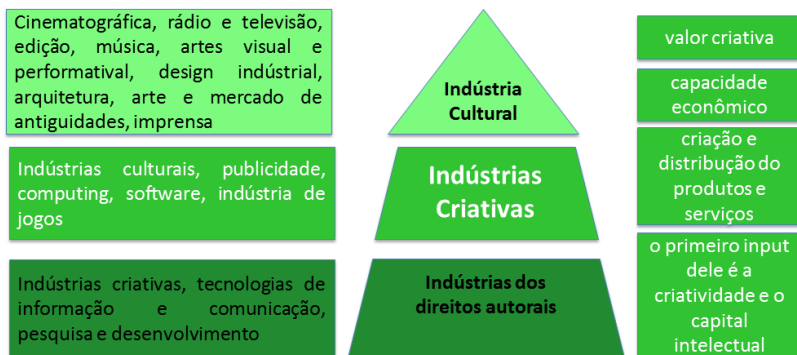 Cinematográfica, rádio e televisão,
edição, música, artes visual e
performatival, design indústrial,
arquitetura, arte e mercado de
antiguidades, imprensa
Indústria
Cultural
valor criativa
capacidade
econômico
Indústrias culturais, publicidade,
computing, software, indústria de
jogos
Indústrias
Criativas
criação e
distribução do
produtos e
serviços
Indústrias criativas, tecnologias de
informação e comunicação,
pesquisa e desenvolvimento
Indústrias dos
direitos autorais
o primeiro input
dele é a
criatividade e o
capital
intelectual